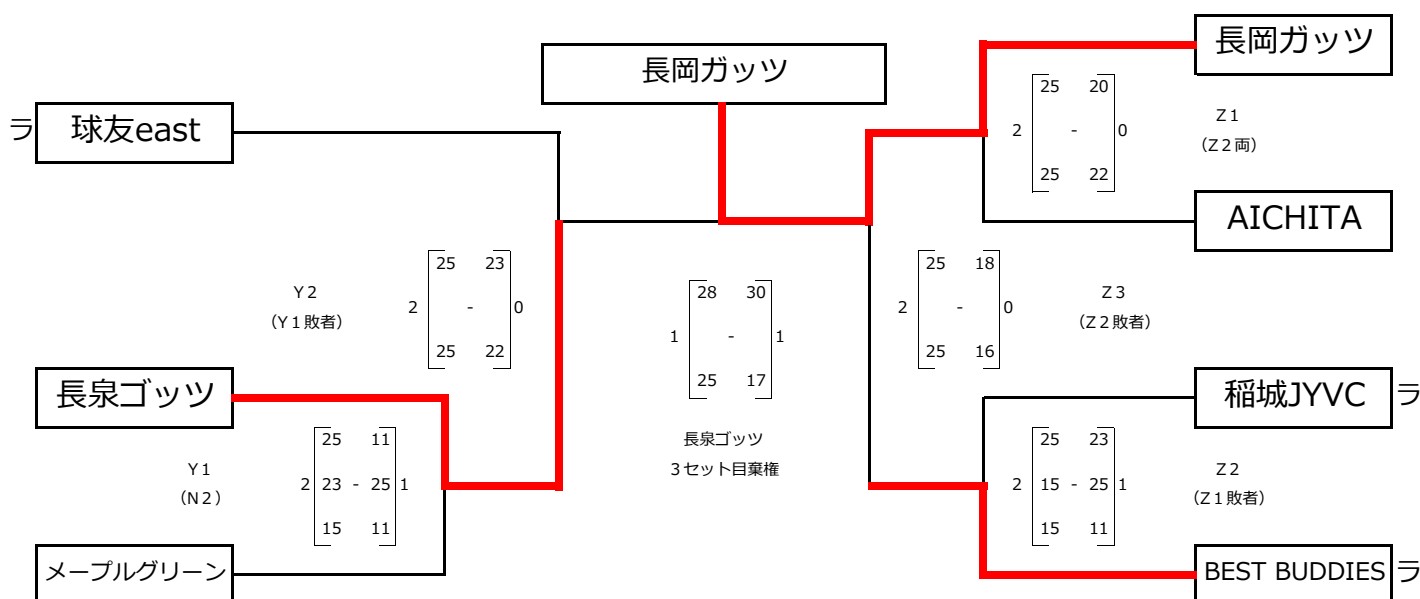 長岡ガッツ
長岡ガッツ
25 20
2 - 0
25 22
Z1
(Z2両)
ラ 球友east
AICHITA
Y2
(Y1敗者)
25 23
2 - 0
25 22
28 30
1 - 1
25 17
25 18
2 - 0
25 16
Z3
(Z2敗者)
長泉ゴッツ
稲城JYVC ラ
Y1
(N2)
25 11
2 23 - 25 1
15 11
長泉ゴッツ
3セット目棄権
25 23
2 15 - 25 1
15 11
Z2
(Z1敗者)
メープルグリーン
BEST BUDDIES ラ